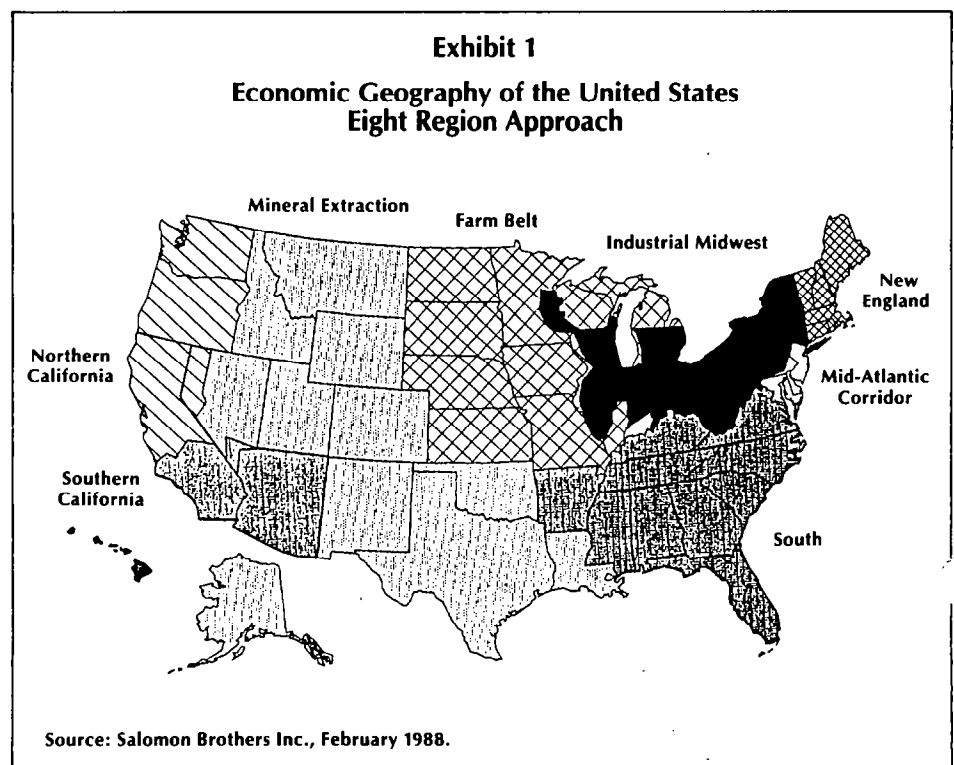 Exhibit 1
Economic Geography of the United States
Eight Region Approach
Mineral Extraction
Farm Belt
Industrial Midwest
New
England
Northern
California
Mid-Atlantic
Corridor
Southern
California
South
Source: Salomon Brothers Inc., February 1988.